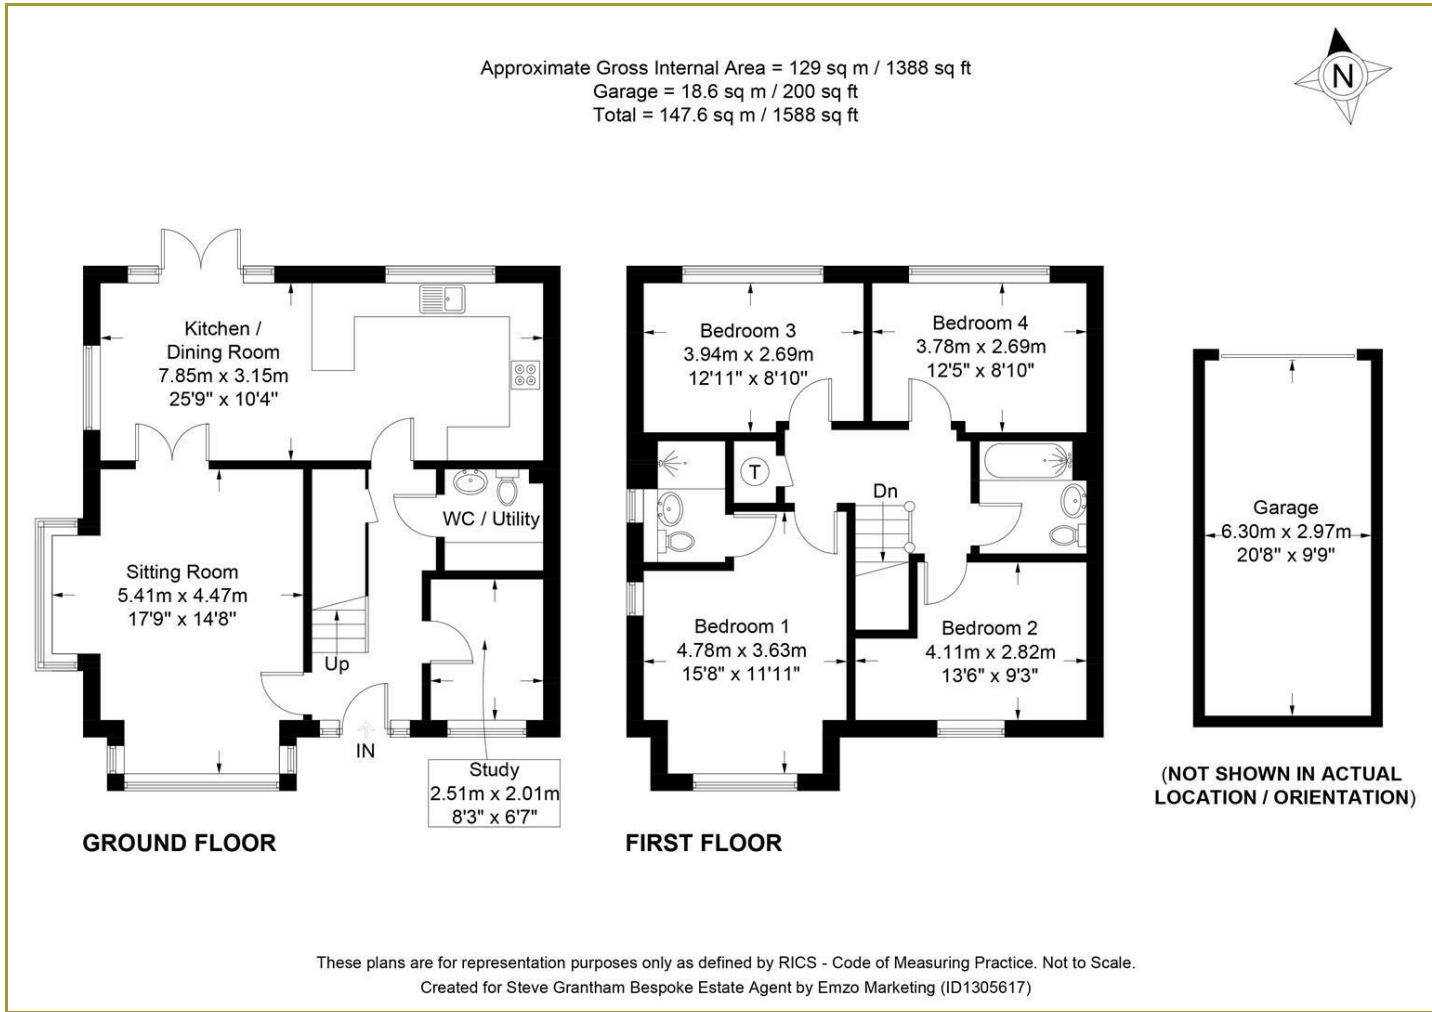 Approximate Gross Internal Area = 129 sq m / 1388 sq ft
Garage = 18.6 sq m / 200 sq ft
Total = 147.6 sq m / 1588 sq ft
N
Kitchen /
Dining Room
7.85m x 3.15m
25'9" x 10'4"
WC / Utility
Sitting Room
5.41m x 4.47m
17'9" x 14'8"
Up
IN
Study
2.51m x 2.01m
8'3" x 6'7"
GROUND FLOOR
Bedroom 3
3.94m x 2.69m
12'11" x 8'10"
Bedroom 4
3.78m x 2.69m
12'5" x 8'10"
T
Dn
Bedroom 1
4.78m x 3.63m
15'8" x 11'11"
Bedroom 2
4.11m x 2.82m
13'6" x 9'3"
FIRST FLOOR
Garage
6.30m x 2.97m
20'8" x 9'9"
(NOT SHOWN IN ACTUAL
LOCATION / ORIENTATION)
These plans are for representation purposes only as defined by RICS - Code of Measuring Practice. Not to Scale.
Created for Steve Grantham Bespoke Estate Agent by Emzo Marketing (ID1305617)